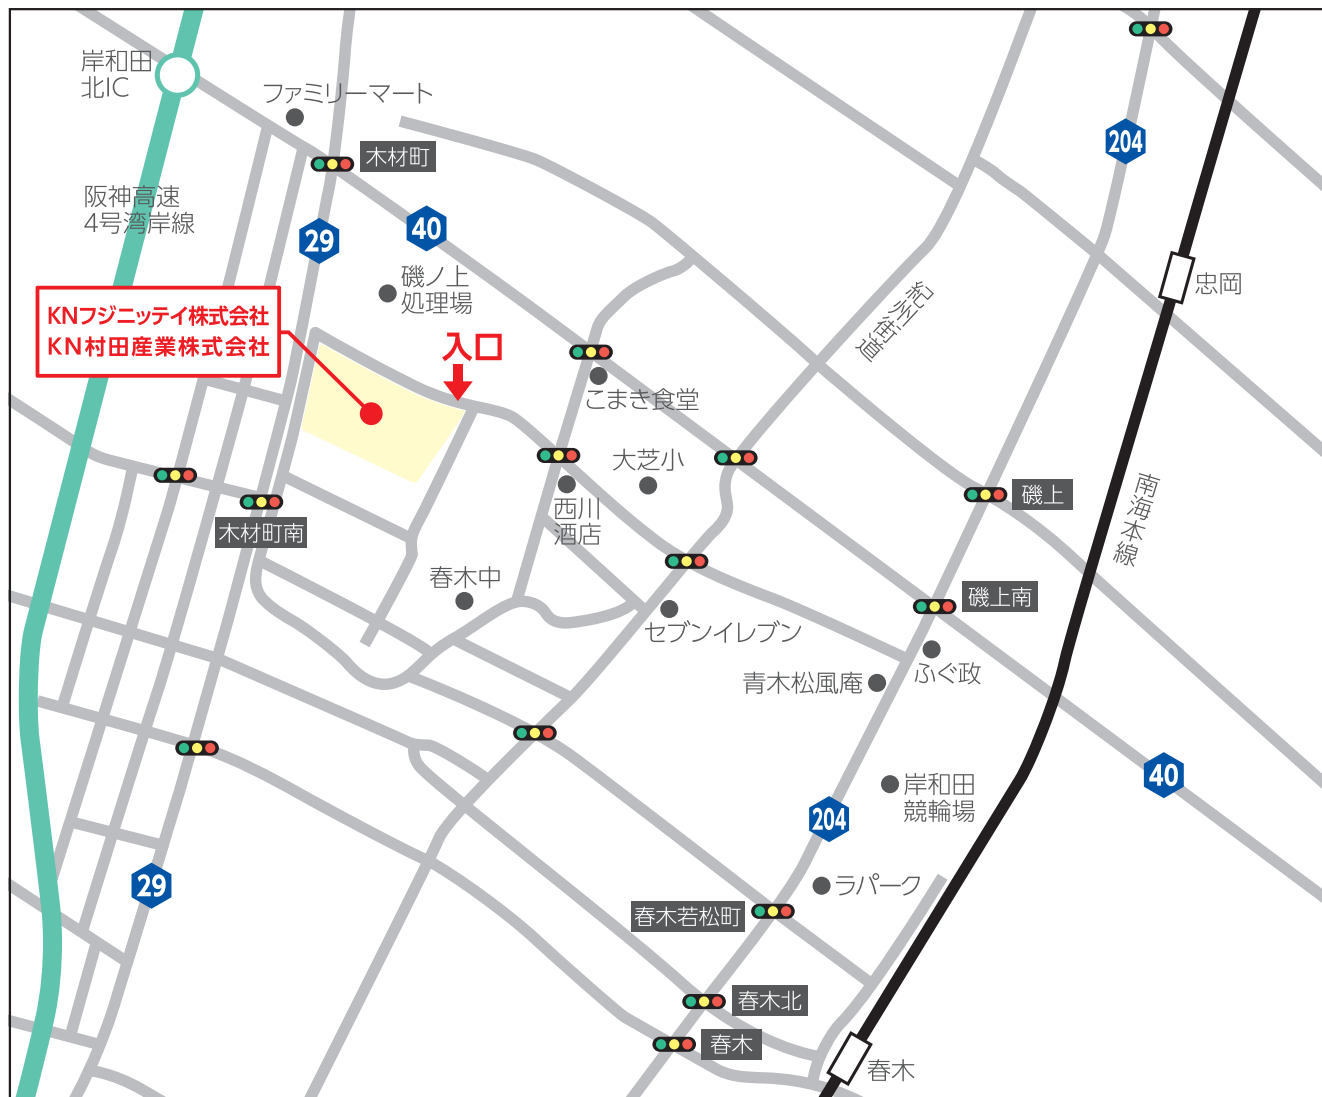 岸和田
北IC
ファミリーマート
木材町
204
阪神高速
4号湾岸線
29
40
磯ノ上
処理場
忠岡
KNフジニッテイ株式会社
KN村田産業株式会社
入口
紀州街道
こまき食堂
大芝小
西川
酒店
磯上
南海本線
木材町南
春木中
セブンイレブン
磯上南
ふぐ政
青木松風庵
岸和田
競輪場
40
204
29
ラパーク
春木若松町
春木北
春木
春木